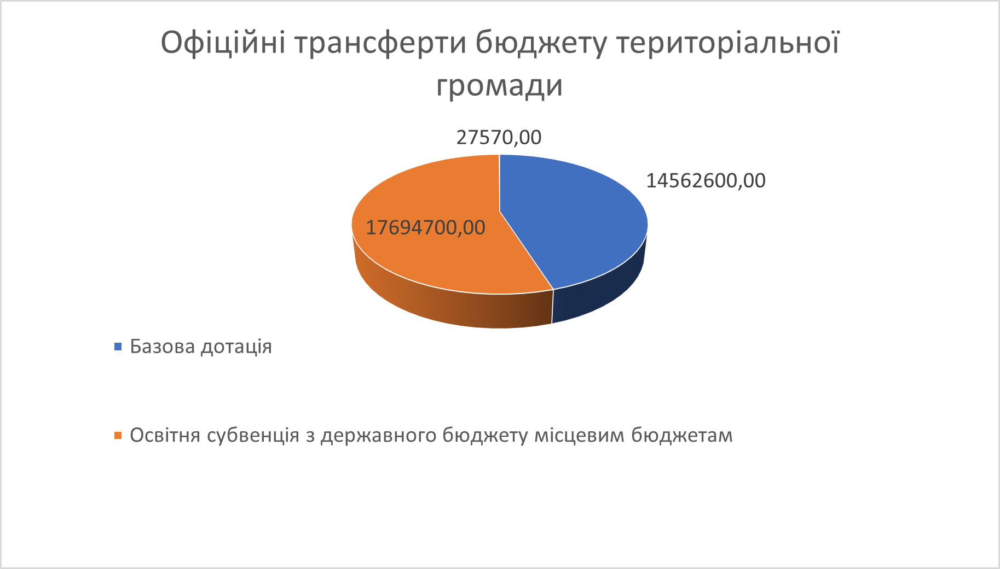 Офіційні трансферти бюджету територіальної
громади
27570,00
14562600,00
17694700,00
Базова дотація
Освітня субвенція з державного бюджету місцевим бюджетам